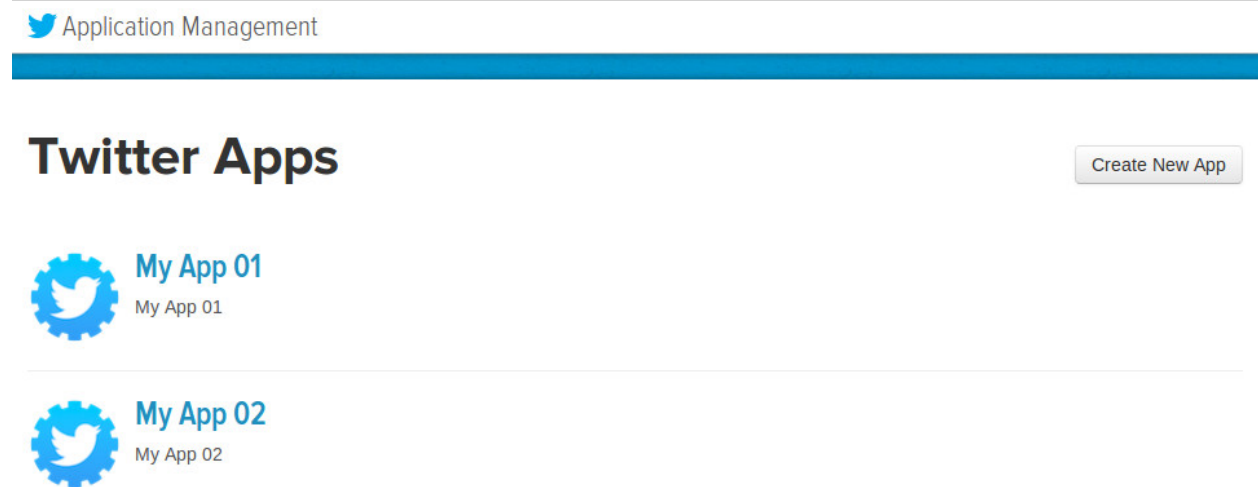 Application Management
Twitter Apps
Create New App
My App 01
My App 01
My App 02
My App 02